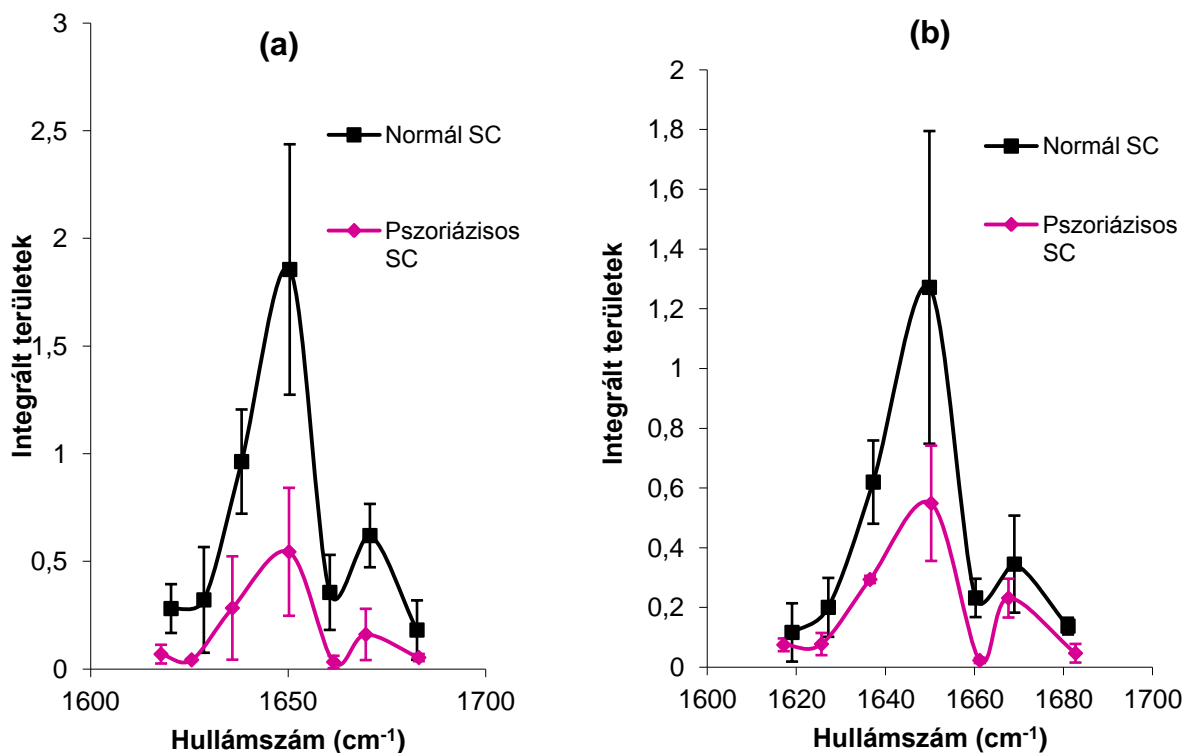 (a)
3
2,5
2
1,5
1
0,5
0
1600
1650
1700
Integrált területek
Hullámszám (cm⁻¹)
Normál SC
Pszoriázisos
SC
(b)
2
1,8
1,6
1,4
1,2
1
0,8
0,6
0,4
0,2
0
1600
1620
1640
1660
1680
1700
Integrált területek
Hullámszám (cm⁻¹)
Normál SC
Pszoriázisos
SC